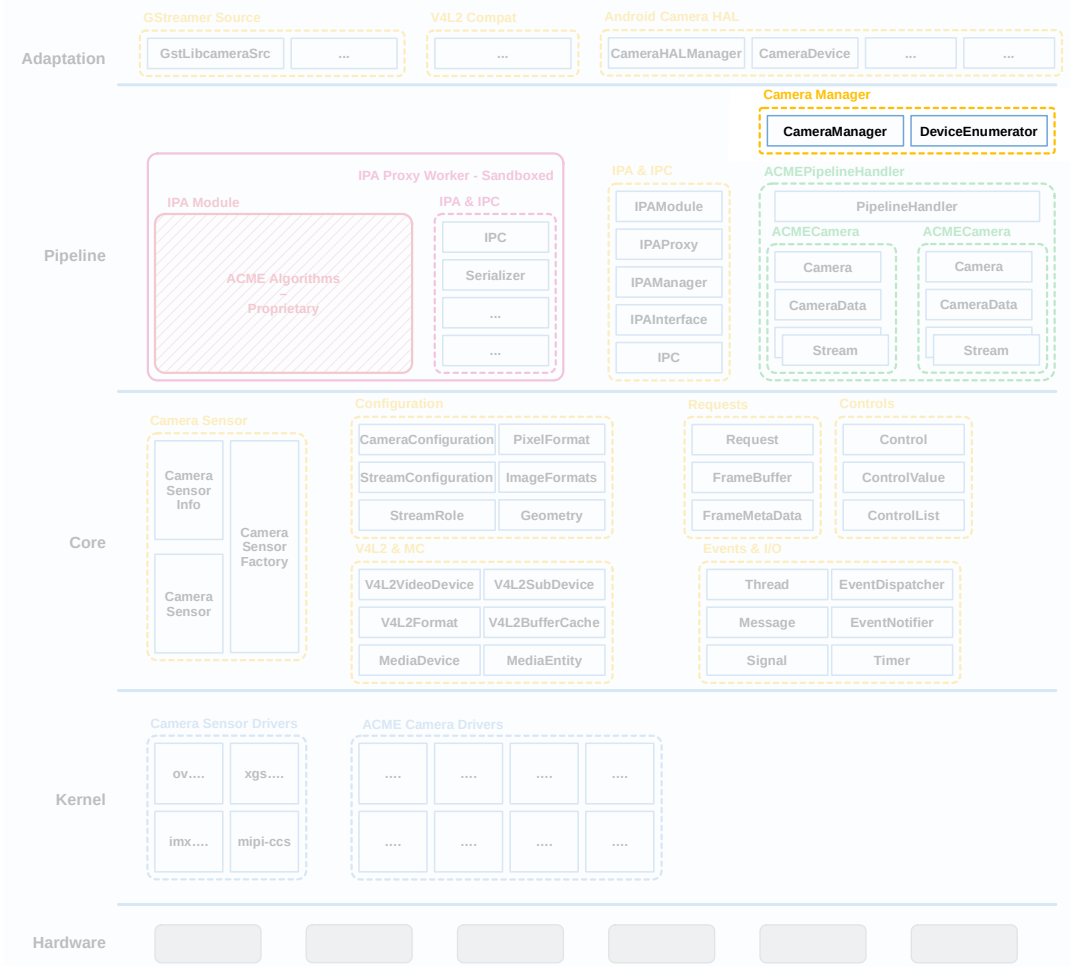 GStreamer Source
V4L2 Compat
Android Camera HAL
Adaptation
GstLibcameraSrc
...
...
CameraHALManager
CameraDevice
...
...
Camera Manager
CameraManager
DeviceEnumerator
Pipeline
IPA Proxy Worker - Sandboxed
IPA Module
ACME Algorithms
–
Proprietary
IPA & IPC
IPC
Serializer
...
...
IPA & IPC
IPAModule
IPAProxy
IPAManager
IPAInterface
IPC
ACMEPipelineHandler
PipelineHandler
ACMECamera
Camera
CameraData
Stream
ACMECamera
Camera
CameraData
Stream
Core
Camera Sensor
Camera
Sensor
Info
Camera
Sensor
Camera
Sensor
Factory
Configuration
CameraConfiguration
PixelFormat
StreamConfiguration
ImageFormats
StreamRole
Geometry
Requests
Request
FrameBuffer
FrameMetaData
Controls
Control
ControlValue
ControlList
V4L2 & MC
V4L2VideoDevice
V4L2SubDevice
V4L2Format
V4L2BufferCache
MediaDevice
MediaEntity
Events & I/O
Thread
EventDispatcher
Message
EventNotifier
Signal
Timer
Kernel
Camera Sensor Drivers
ov....
xgs....
imx....
mipi-ccs
ACME Camera Drivers
....
....
....
....
....
....
....
....
Hardware